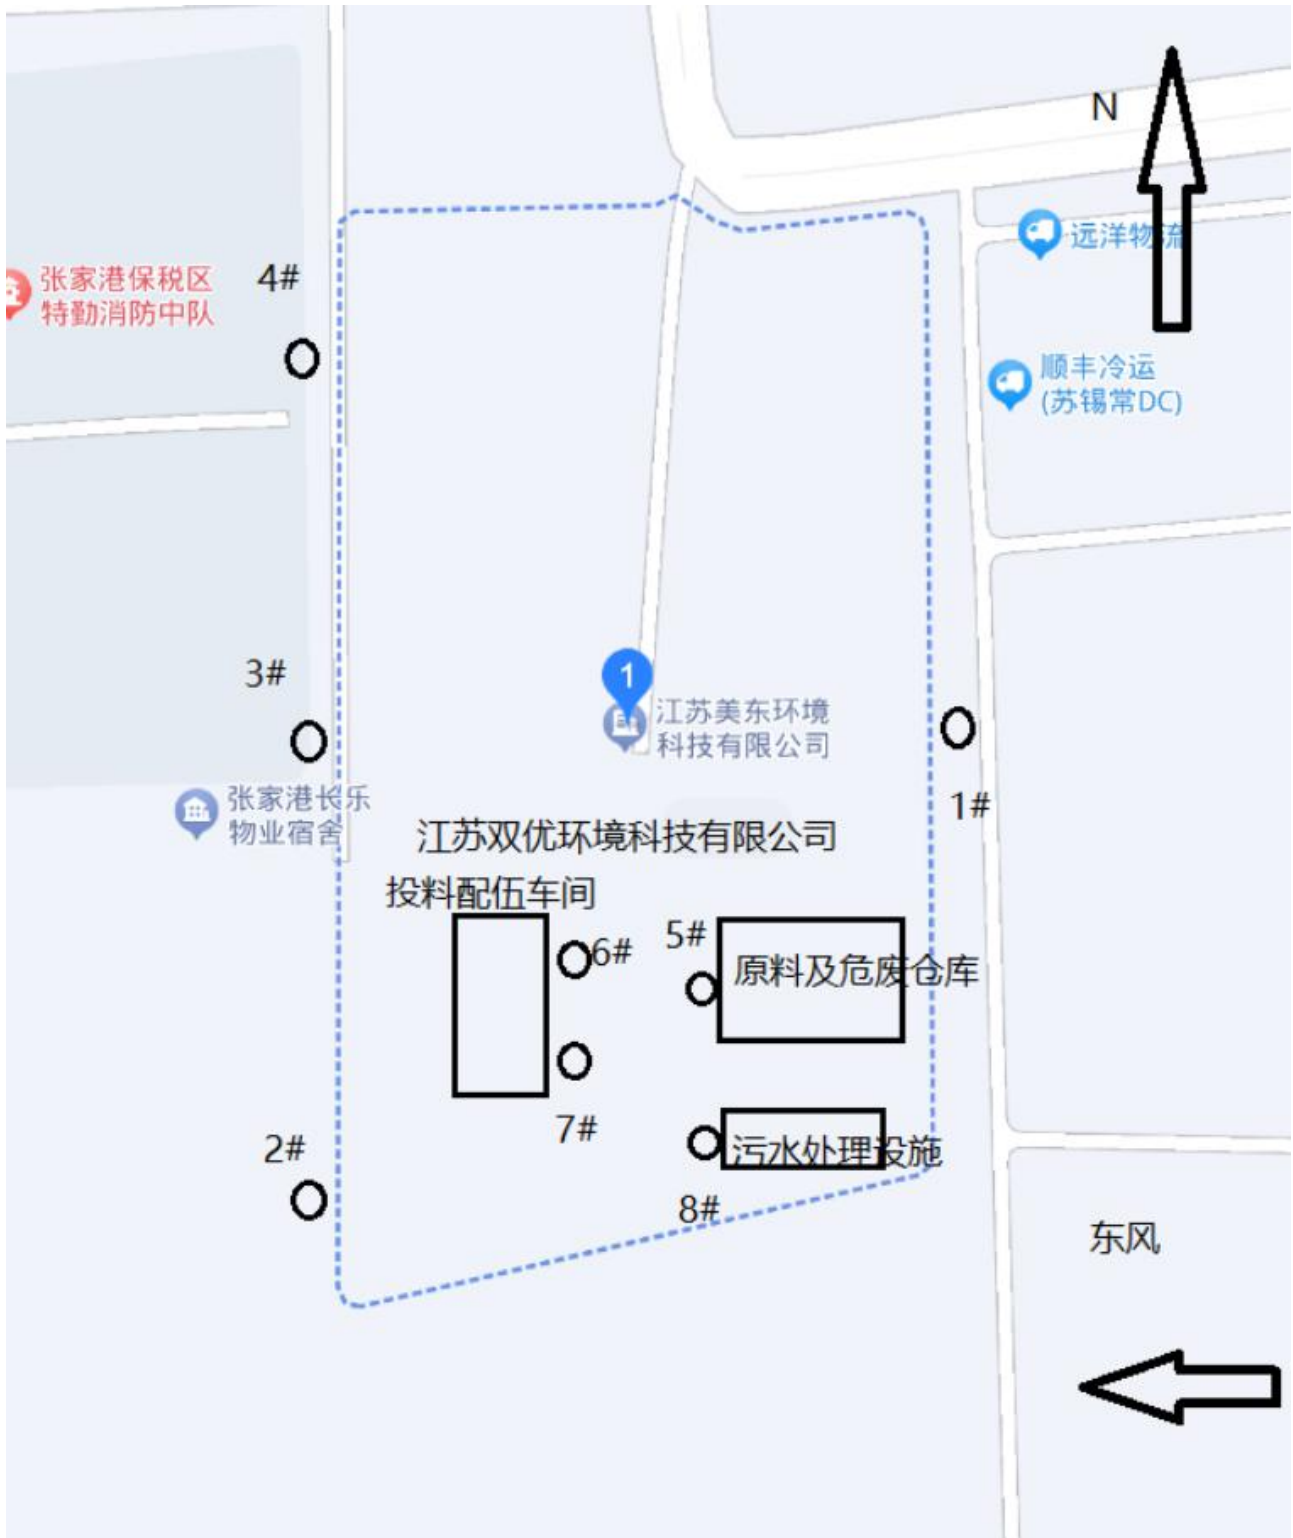 N
远洋物流
4#
张家港保税区
特勤消防中队
顺丰冷运
(苏锡常DC)
3#
1
江苏美东环境
科技有限公司
张家港长乐
物业宿舍
1#
江苏双优环境科技有限公司
投料配伍车间
6#
5#
原料及危废仓库
7#
2#
污水处理设施
8#
东风